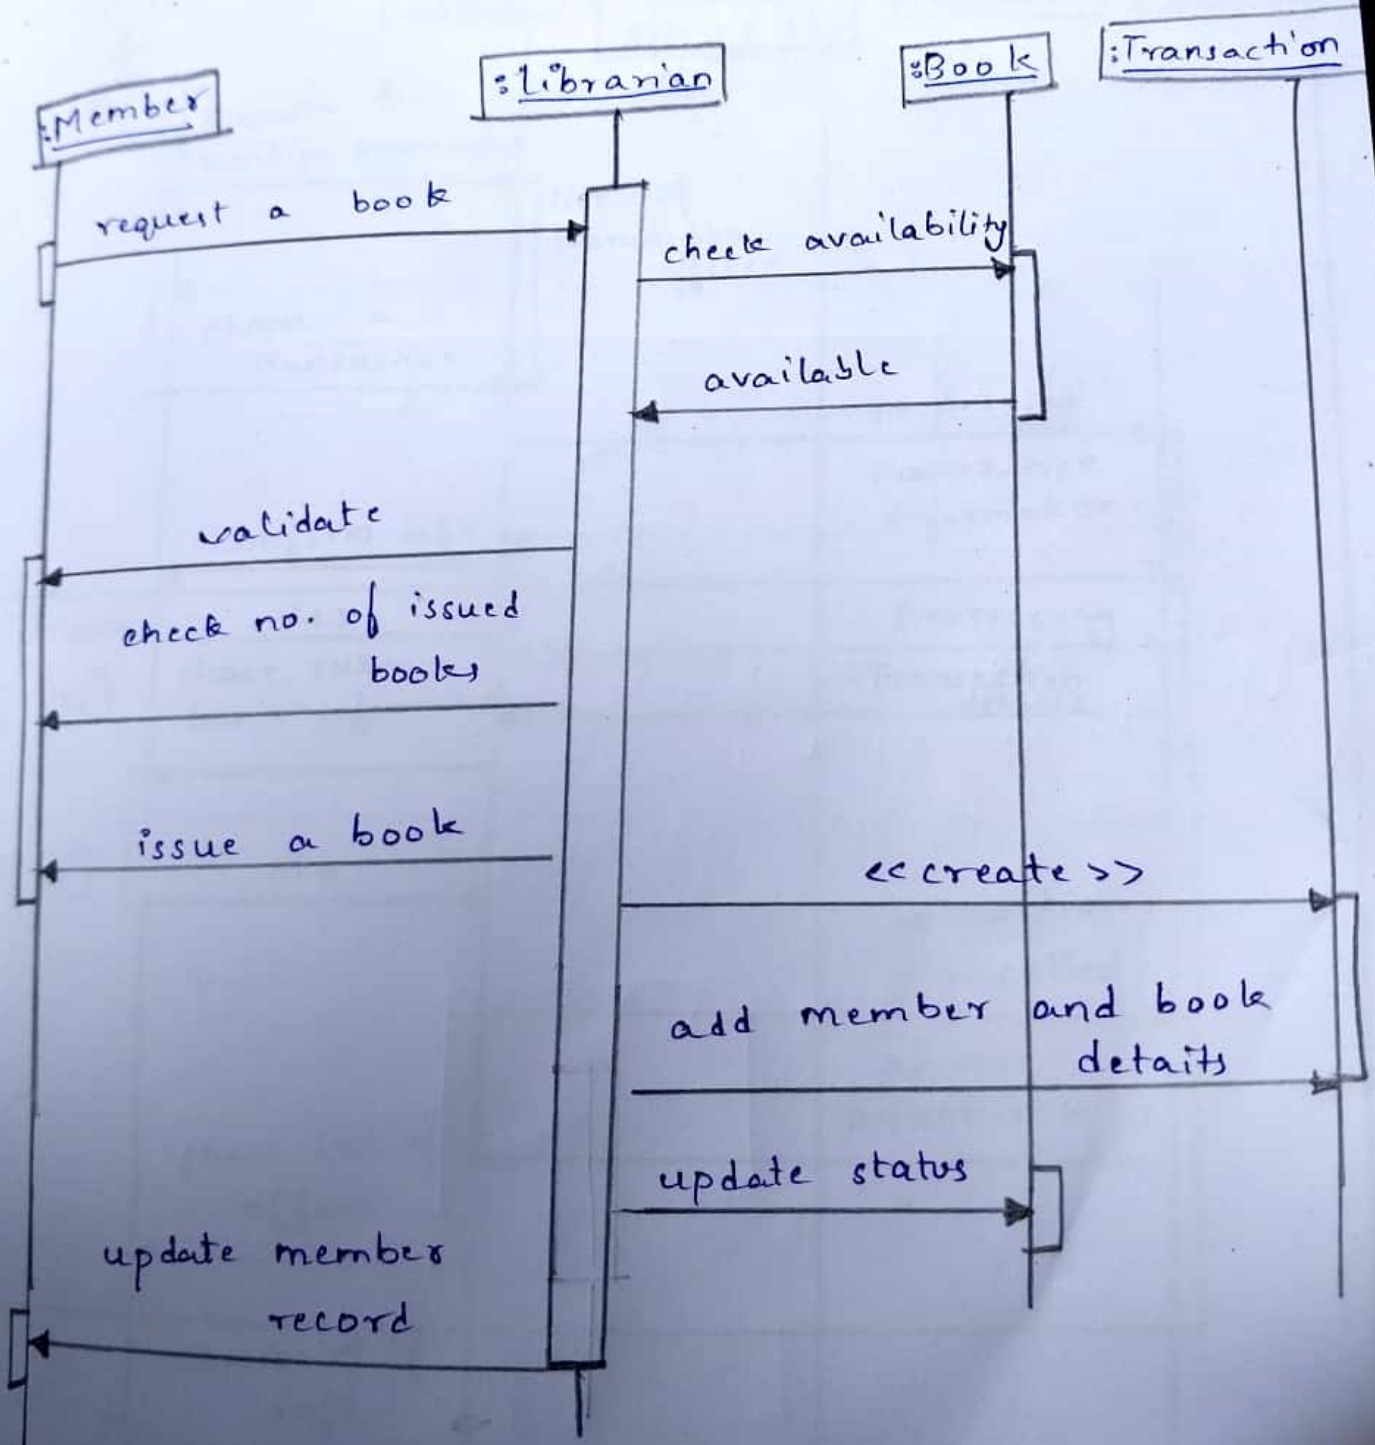 :Member
:Librarian
:Book
:Transaction
request a book
check availability
available
validate
check no. of issued
books
issue a book
<<create>>
add member and book
details
update status
update member
record